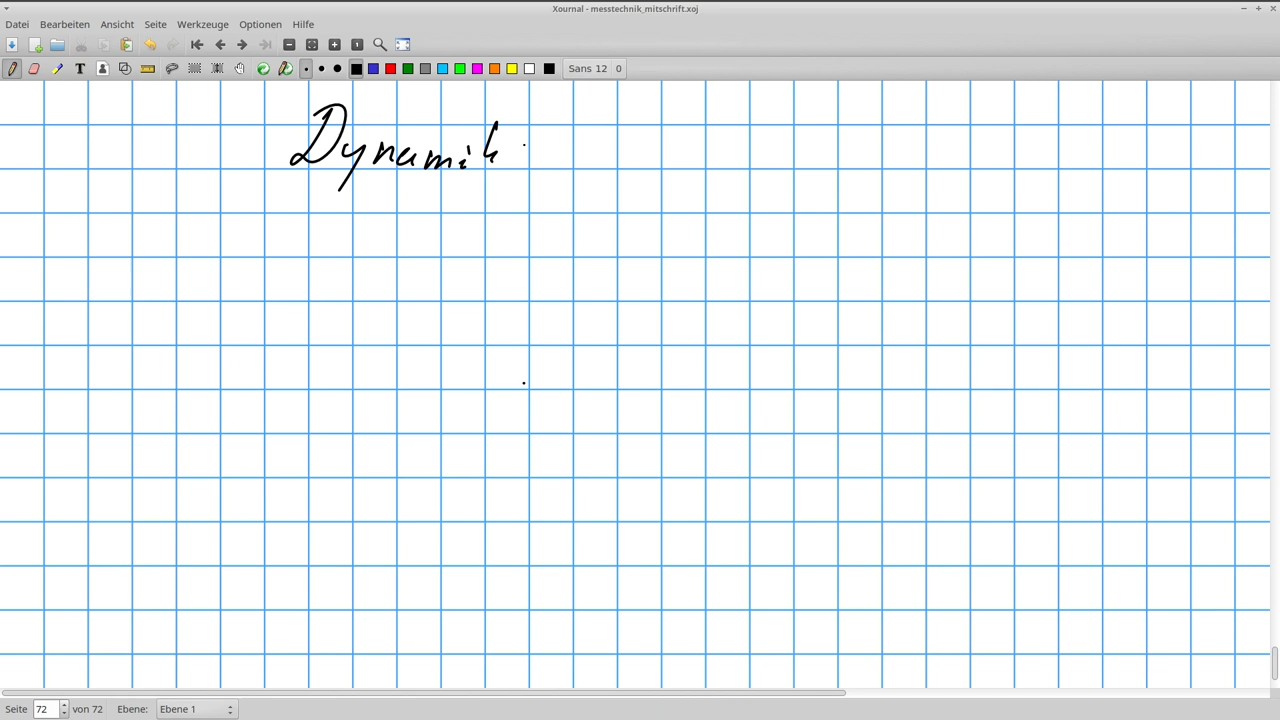 Xournal - messtechnik_mitschrift.xoj
Datei Bearbeiten Ansicht Seite Werkzeuge Optionen Hilfe
Sans 12 0
Dynamik
Seite 72 von 72 Ebene: Ebene 1